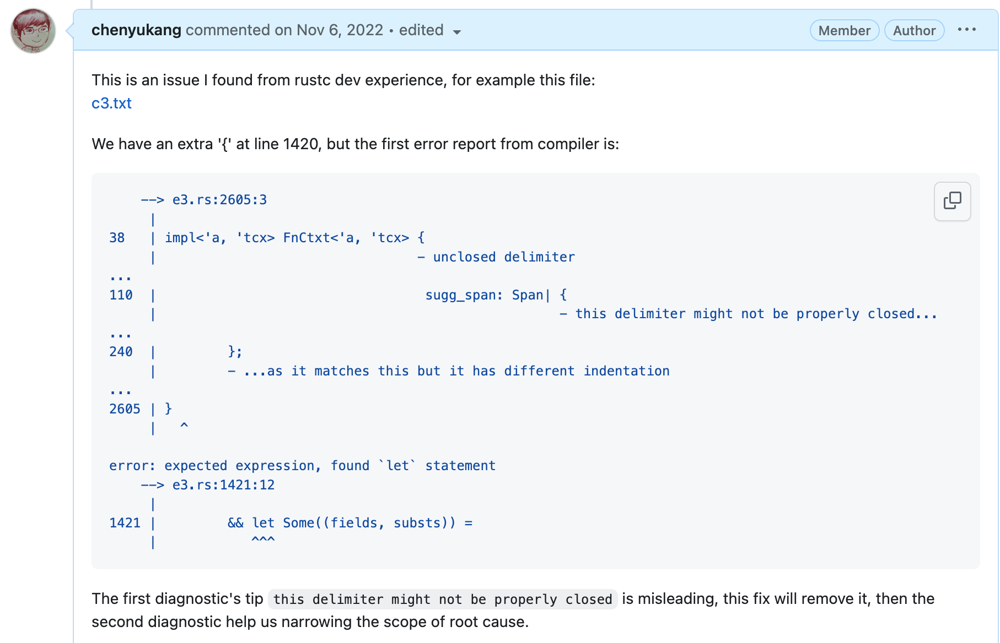 chenyukang commented on Nov 6, 2022 • edited
Member Author
This is an issue I found from rustc dev experience, for example this file:
c3.txt
We have an extra '{' at line 1420, but the first error report from compiler is:
    --> e3.rs:2605:3
     |
38   | impl<'a, 'tcx> FnCtxt<'a, 'tcx> {
     |                                 - unclosed delimiter
...
110  |                                  sugg_span: Span| {
     |                                                   - this delimiter might not be properly closed...
...
240  |         };
     |         - ...as it matches this but it has different indentation
...
2605 | }
     |   ^
error: expected expression, found `let` statement
    --> e3.rs:1421:12
     |
1421 |         && let Some((fields, substs)) =
     |            ^^^
The first diagnostic's tip this delimiter might not be properly closed is misleading, this fix will remove it, then the
second diagnostic help us narrowing the scope of root cause.